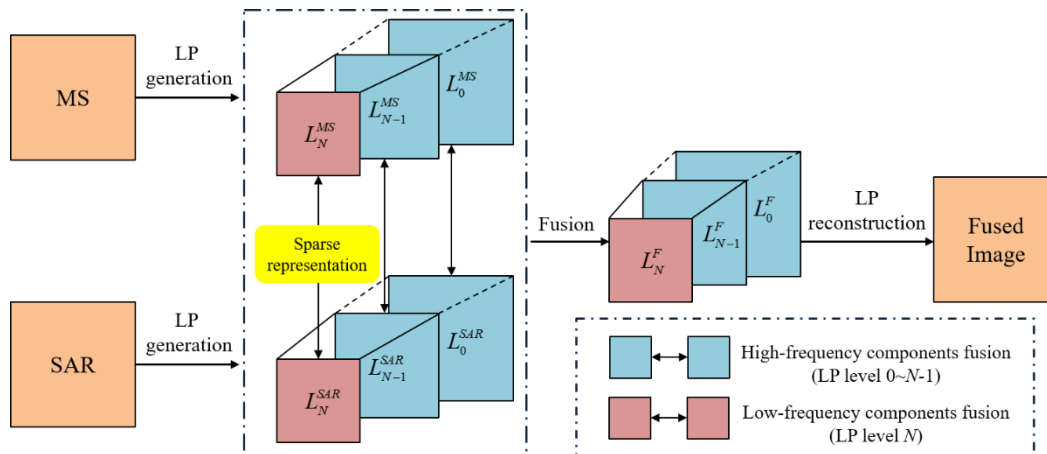 MS
LP
generation
L_0^{MS}
L_{N-1}^{MS}
L_N^{MS}
Sparse
representation
SAR
LP
generation
L_0^{SAR}
L_{N-1}^{SAR}
L_N^{SAR}
Fusion
L_0^F
L_{N-1}^F
L_N^F
LP
reconstruction
Fused
Image
High-frequency components fusion
(LP level 0~N-1)
Low-frequency components fusion
(LP level N)